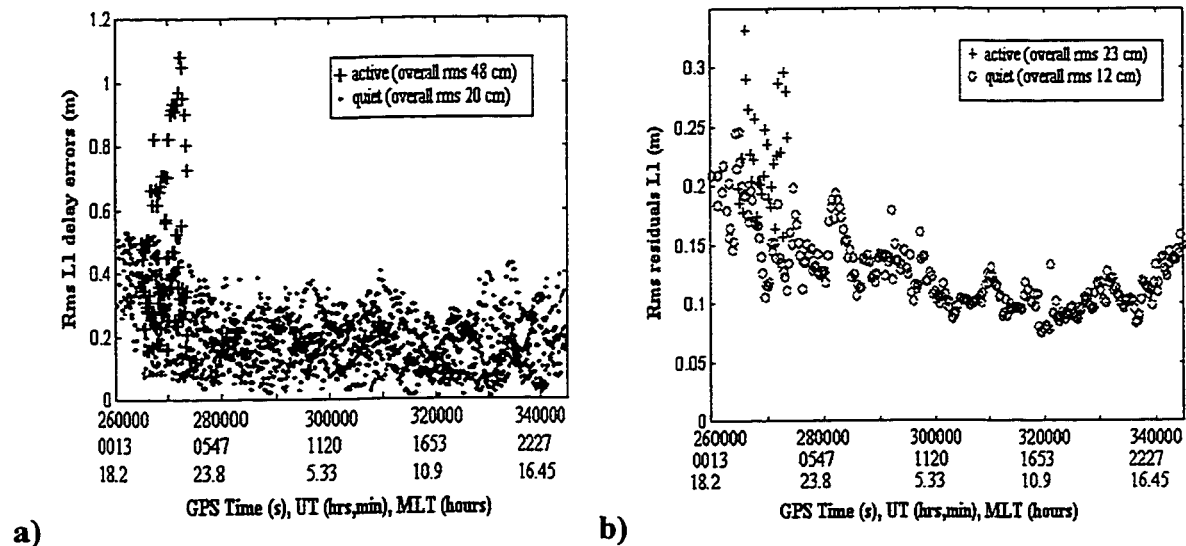 1.2
1
0.8
0.6
0.4
0.2
0
Rms L1 delay errors (m)
+ active (overall rms 48 cm)
• quiet (overall rms 20 cm)
260000 280000 300000 320000 340000
0013 0547 1120 1653 2227
18.2 23.8 5.33 10.9 16.45
GPS Time (s), UT (hrs,min), MLT (hours)
a)
0.3
0.25
0.2
0.15
0.1
0.05
0
Rms residuals L1 (m)
+ active (overall rms 23 cm)
o quiet (overall rms 12 cm)
260000 280000 300000 320000 340000
0013 0547 1120 1653 2227
18.2 23.8 5.33 10.9 16.45
GPS Time (s), UT (hrs,min), MLT (hours)
b)